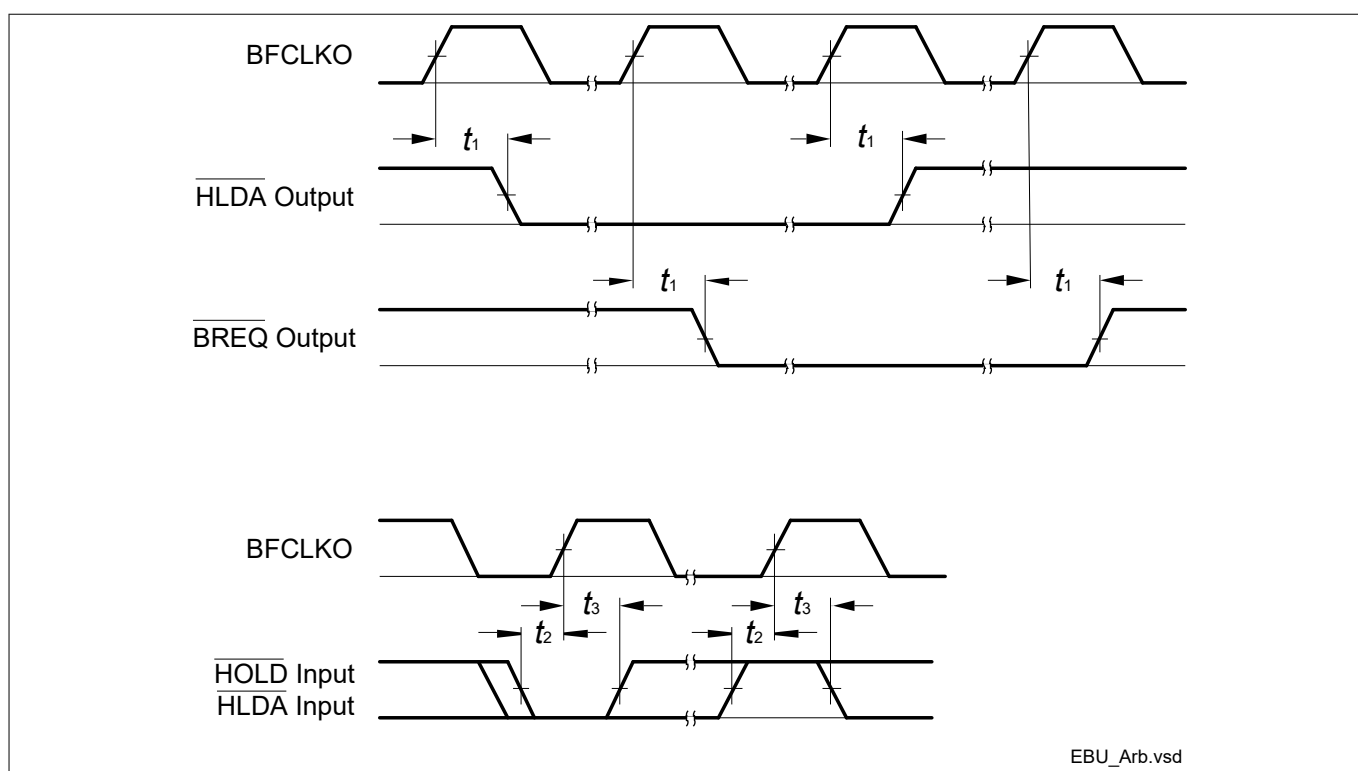 BFCLKO
t1 t1
HLDA Output
t1 t1
BREQ Output
BFCLKO
t3 t3
t2 t2
HOLD Input
HLDA Input
EBU_Arb.vsd